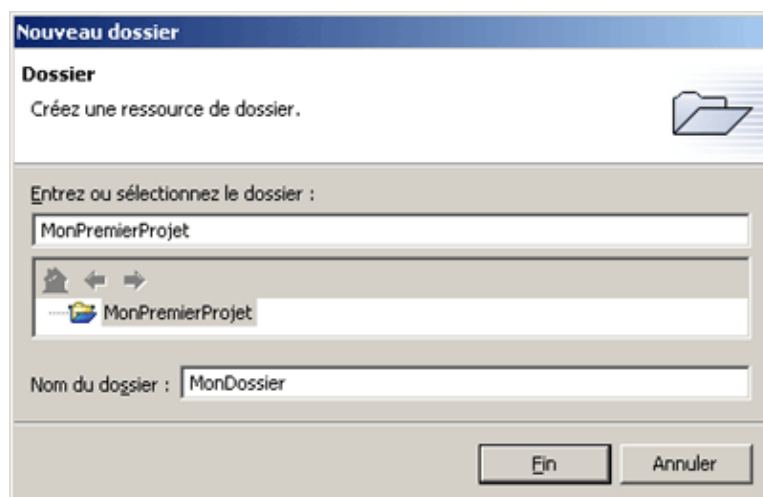 Nouveau dossier
Dossier
Créez une ressource de dossier.
Entrez ou sélectionnez le dossier :
MonPremierProjet
MonPremierProjet
Nom du dossier : MonDossier
Fin Annuler